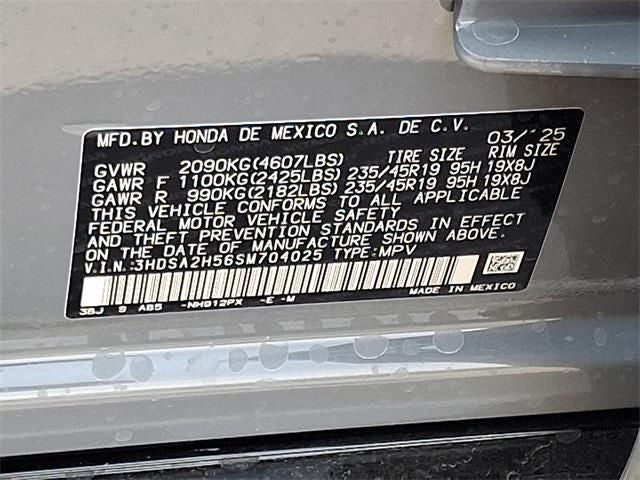 MFD.BY HONDA DE MEXICO S.A. DE C.V. 03/'25
GVWR 2090KG(4607LBS) TIRE SIZE RIM SIZE
GAWR F 1100KG(2425LBS) 235/45R19 95H 19X8J
GAWR R 990KG(2182LBS) 235/45R19 95H 19X8J
THIS VEHICLE CONFORMS TO ALL APPLICABLE
FEDERAL MOTOR VEHICLE SAFETY
AND THEFT PREVENTION STANDARDS IN EFFECT
ON THE DATE OF MANUFACTURE SHOWN ABOVE.
V.I.N.:3HDSA2H56SM704025 TYPE:MPV
MADE IN MEXICO
3BJ S AB5 -NHB12PX -E -M